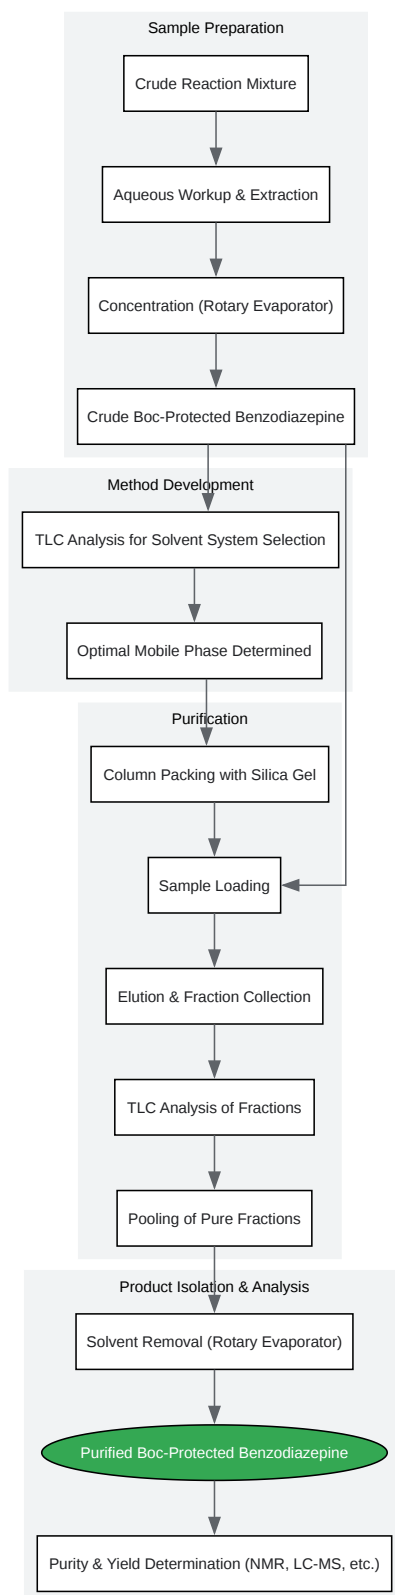 Sample Preparation
Crude Reaction Mixture
Aqueous Workup & Extraction
Concentration (Rotary Evaporator)
Crude Boc-Protected Benzodiazepine
Method Development
TLC Analysis for Solvent System Selection
Optimal Mobile Phase Determined
Purification
Column Packing with Silica Gel
Sample Loading
Elution & Fraction Collection
TLC Analysis of Fractions
Pooling of Pure Fractions
Product Isolation & Analysis
Solvent Removal (Rotary Evaporator)
Purified Boc-Protected Benzodiazepine
Purity & Yield Determination (NMR, LC-MS, etc.)